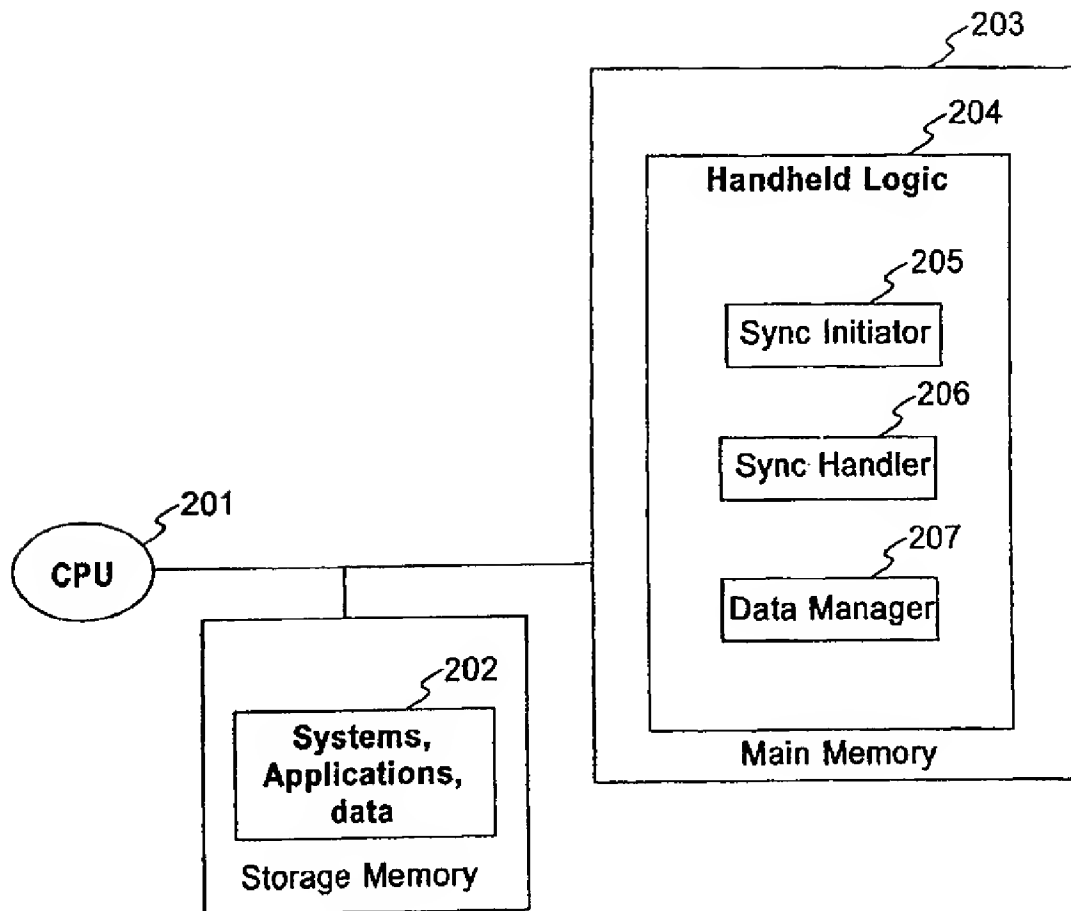 203
204
Handheld Logic
205
Sync Initiator
206
Sync Handler
201
CPU
207
Data Manager
202
Systems,
Applications,
data
Main Memory
Storage Memory